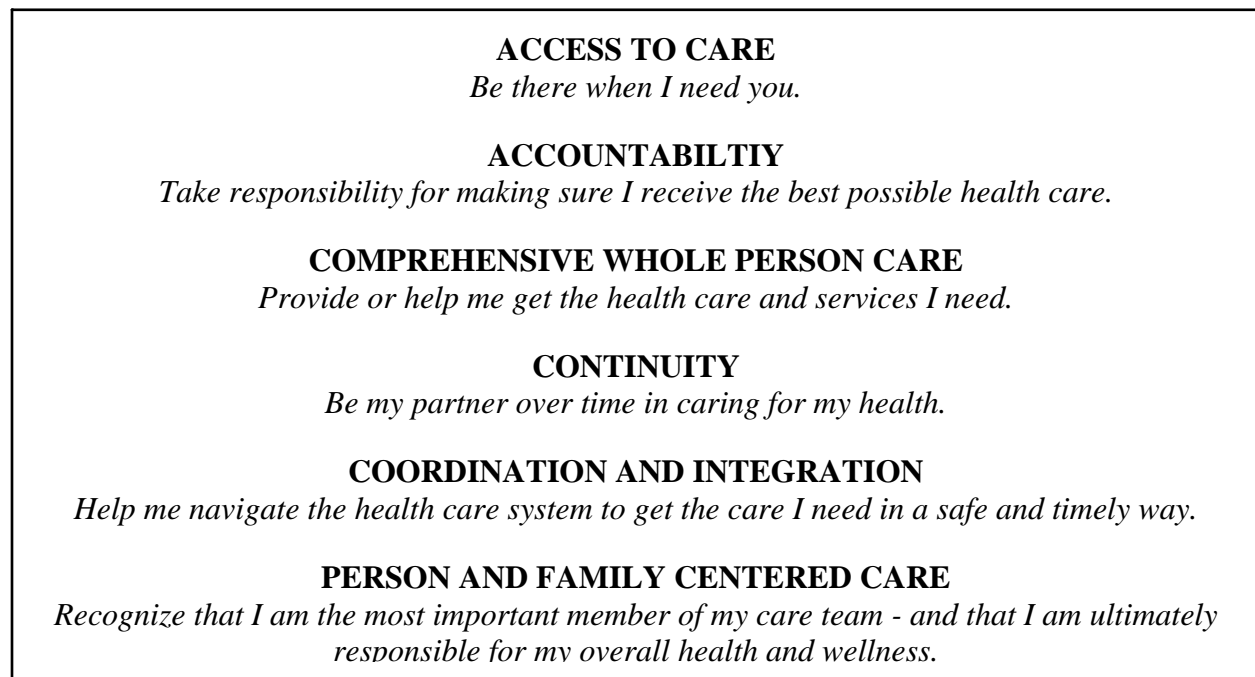 ACCESS TO CARE
Be there when I need you.
ACCOUNTABILTIY
Take responsibility for making sure I receive the best possible health care.
COMPREHENSIVE WHOLE PERSON CARE
Provide or help me get the health care and services I need.
CONTINUITY
Be my partner over time in caring for my health.
COORDINATION AND INTEGRATION
Help me navigate the health care system to get the care I need in a safe and timely way.
PERSON AND FAMILY CENTERED CARE
Recognize that I am the most important member of my care team - and that I am ultimately
responsible for my overall health and wellness.